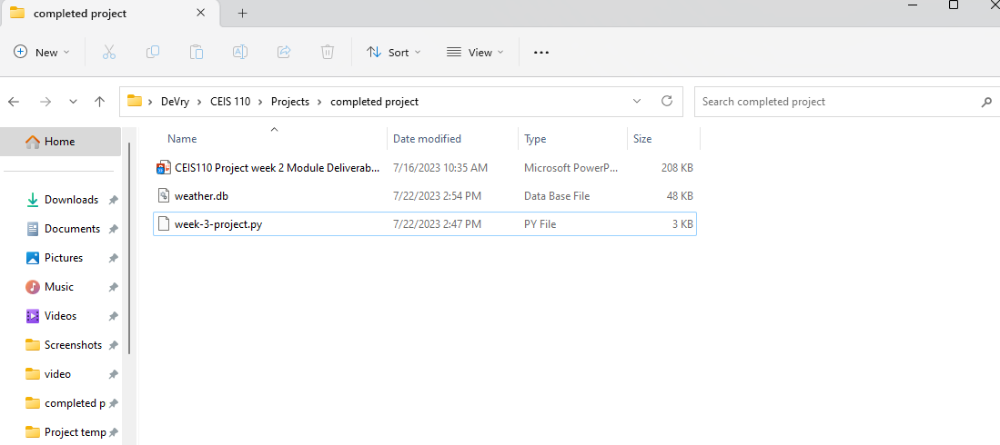 completed project
New
Sort
View
DeVry
CEIS 110
Projects
completed project
Search completed project
Home
Name
Date modified
Type
Size
CEIS110 Project week 2 Module Deliverab...
7/16/2023 10:35 AM
Microsoft PowerP...
208 KB
weather.db
7/22/2023 2:54 PM
Data Base File
48 KB
week-3-project.py
7/22/2023 2:47 PM
PY File
3 KB
Downloads
Documents
Pictures
Music
Videos
Screenshots
video
completed p
Project temp